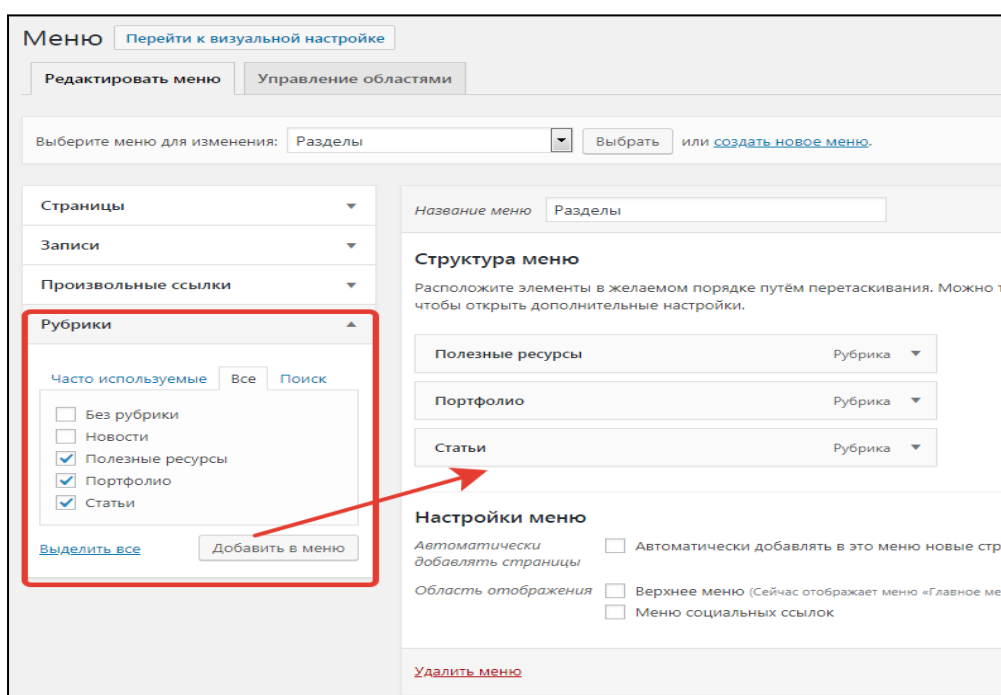 Меню Перейти к визуальной настройке
Редактировать меню Управление областями
Выберите меню для изменения: Разделы Выбрать или создать новое меню.
Страницы
Записи
Произвольные ссылки
Рубрики
Часто используемые Все Поиск
Без рубрики
Новости
Полезные ресурсы
Портфолио
Статьи
Выделить все Добавить в меню
Название меню Разделы
Структура меню
Расположите элементы в желаемом порядке путём перетаскивания. Можно т
чтобы открыть дополнительные настройки.
Полезные ресурсы Рубрика
Портфолио Рубрика
Статьи Рубрика
Настройки меню
Автоматически
добавлять страницы
Автоматически добавлять в это меню новые стр
Область отображения Верхнее меню (Сейчас отображает меню «Главное ме
Меню социальных ссылок
Удалить меню